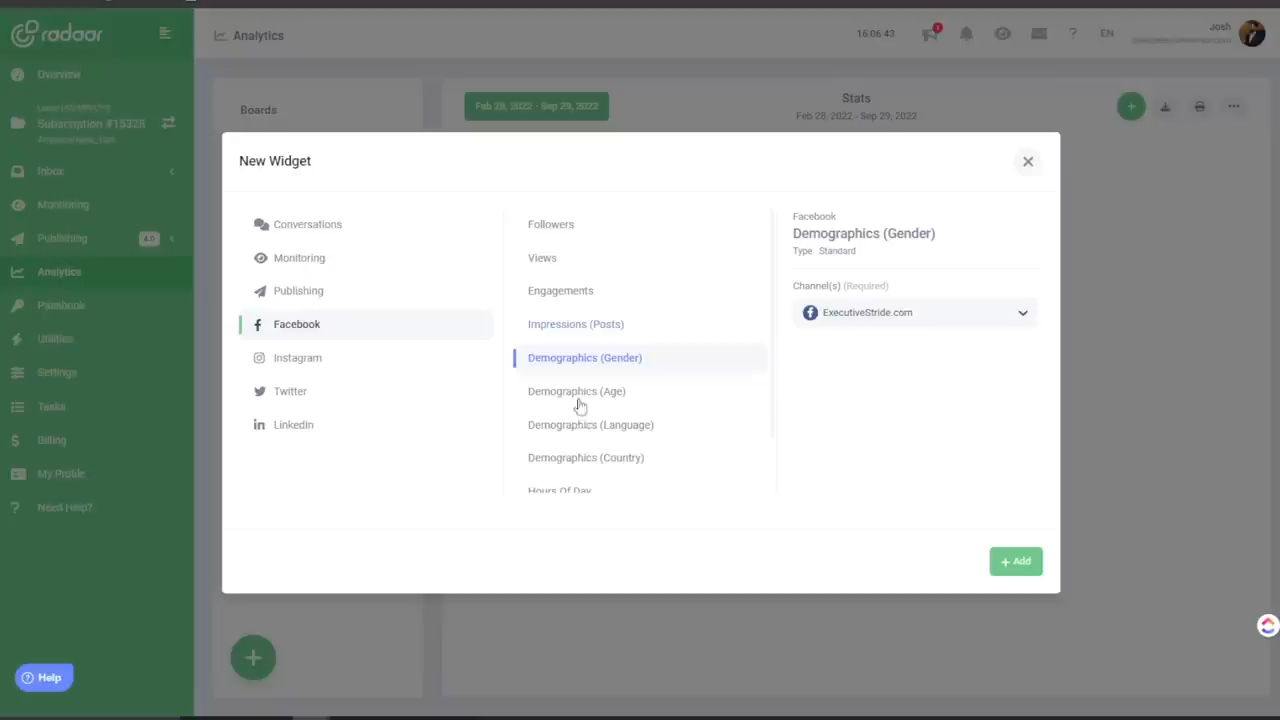 radaar
Analytics
16:06:43
1
?
EN
Josh
Overview
Subscription #15328
Inbox
Monitoring
Publishing
4.0
Analytics
Passbook
Utilities
Settings
Tasks
$ Billing
My Profile
? Need Help?
? Help
Boards
Feb 28, 2022 - Sep 29, 2022
Stats
Feb 28, 2022 - Sep 29, 2022
New Widget
Conversations
Monitoring
Publishing
Facebook
Instagram
Twitter
LinkedIn
Followers
Views
Engagements
Impressions (Posts)
Demographics (Gender)
Demographics (Age)
Demographics (Language)
Demographics (Country)
Hours Of Day
Facebook
Demographics (Gender)
Type Standard
Channel(s) (Required)
ExecutiveStride.com
+ Add